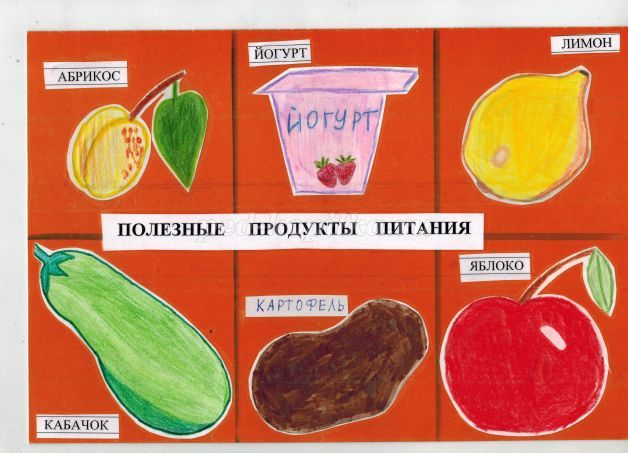 АБРИКОС
ЙОГУРТ
ЛИМОН
ЙОГУРТ
ПОЛЕЗНЫЕ ПРОДУКТЫ ПИТАНИЯ
КАБАЧОК
КАРТОФЕЛЬ
ЯБЛОКО